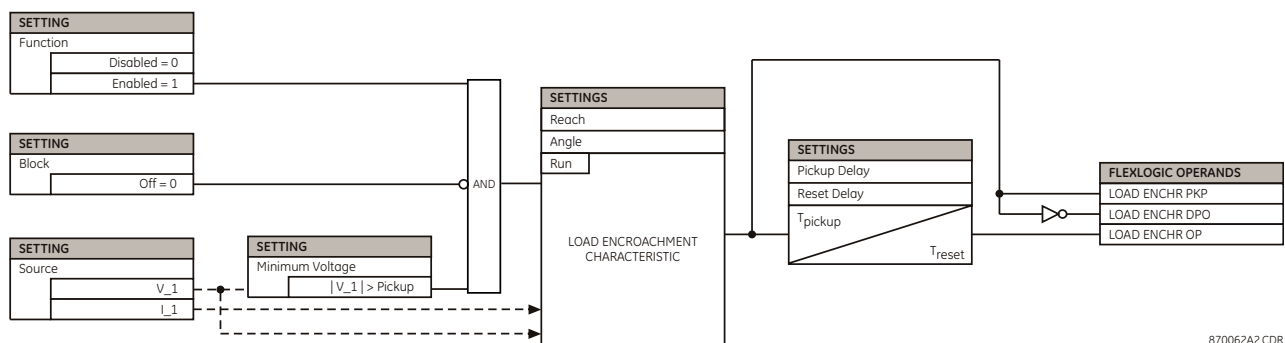 SETTING
Function
Disabled = 0
Enabled = 1
SETTING
Block
Off = 0
SETTING
Source
V_1
I_1
SETTING
Minimum Voltage
| V_1 | > Pickup
AND
SETTINGS
Reach
Angle
Run
LOAD ENCROACHMENT
CHARACTERISTIC
SETTINGS
Pickup Delay
Reset Delay
Tpickup
Treset
FLEXLOGIC OPERANDS
LOAD ENCHR PKP
LOAD ENCHR DPO
LOAD ENCHR OP
870062A2.CDR